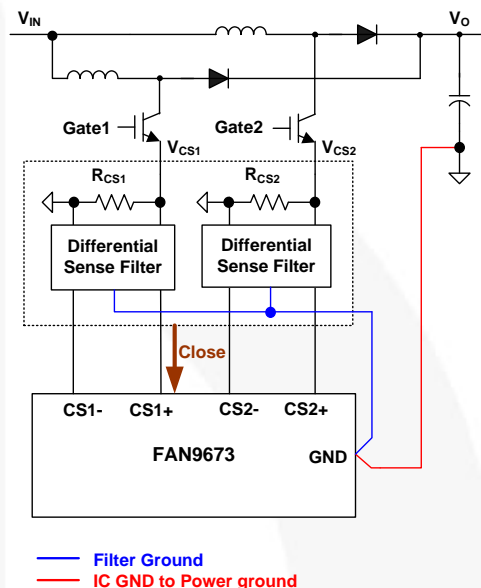 VIN
VO
Gate1
Gate2
VCS1
VCS2
RCS1
RCS2
Differential
Sense Filter
Differential
Sense Filter
Close
CS1-
CS1+
CS2-
CS2+
FAN9673
GND
Filter Ground
IC GND to Power ground